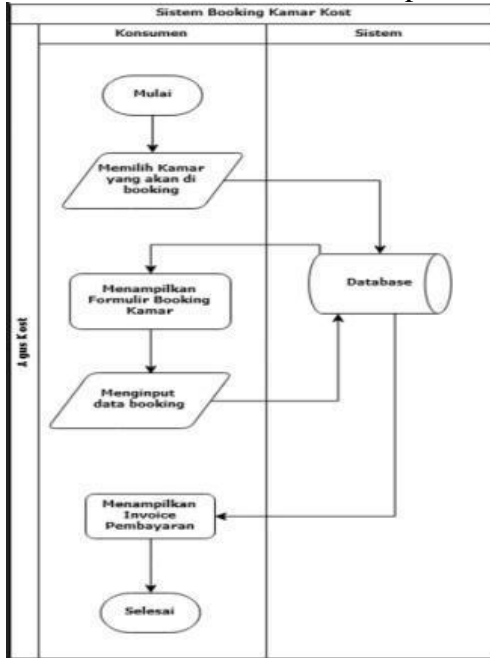 Sistem Booking Kamar Kost
Konsumen
Sistem
Agus Kost
Mulai
Memilih Kamar
yang akan di
booking
Database
Menampilkan
Formulir Booking
Kamar
Menginput
data booking
Menampilkan
Invoice
Pembayaran
Selesai